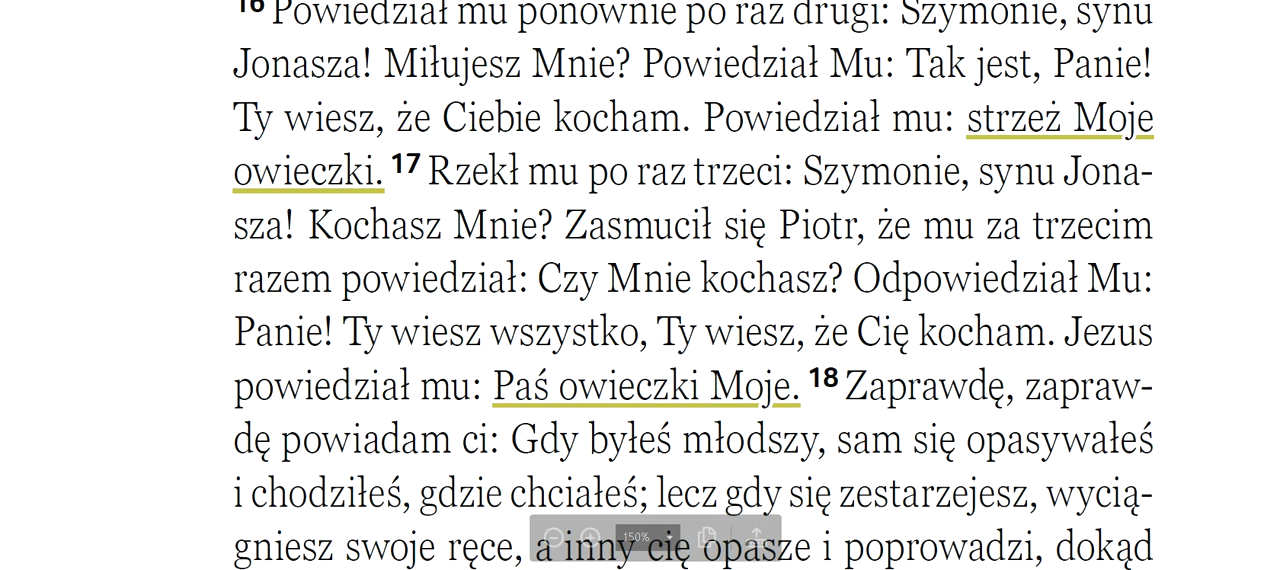 16 Powiedział mu ponownie po raz drugi: Szymonie, synu
Jonasza! Miłujesz Mnie? Powiedział Mu: Tak jest, Panie!
Ty wiesz, że Ciebie kocham. Powiedział mu: strzeż Moje
owieczki. 17 Rzekł mu po raz trzeci: Szymonie, synu Jona-
sza! Kochasz Mnie? Zasmucił się Piotr, że mu za trzecim
razem powiedział: Czy Mnie kochasz? Odpowiedział Mu:
Panie! Ty wiesz wszystko, Ty wiesz, że Cię kocham. Jezus
powiedział mu: Paś owieczki Moje. 18 Zaprawdę, zapraw-
dę powiadam ci: Gdy byłeś młodszy, sam się opasywałeś
i chodziłeś, gdzie chciałeś; lecz gdy się zestarzejesz, wycią-
150%
gniesz swoje ręce, a inny cię opasze i poprowadzi, dokąd